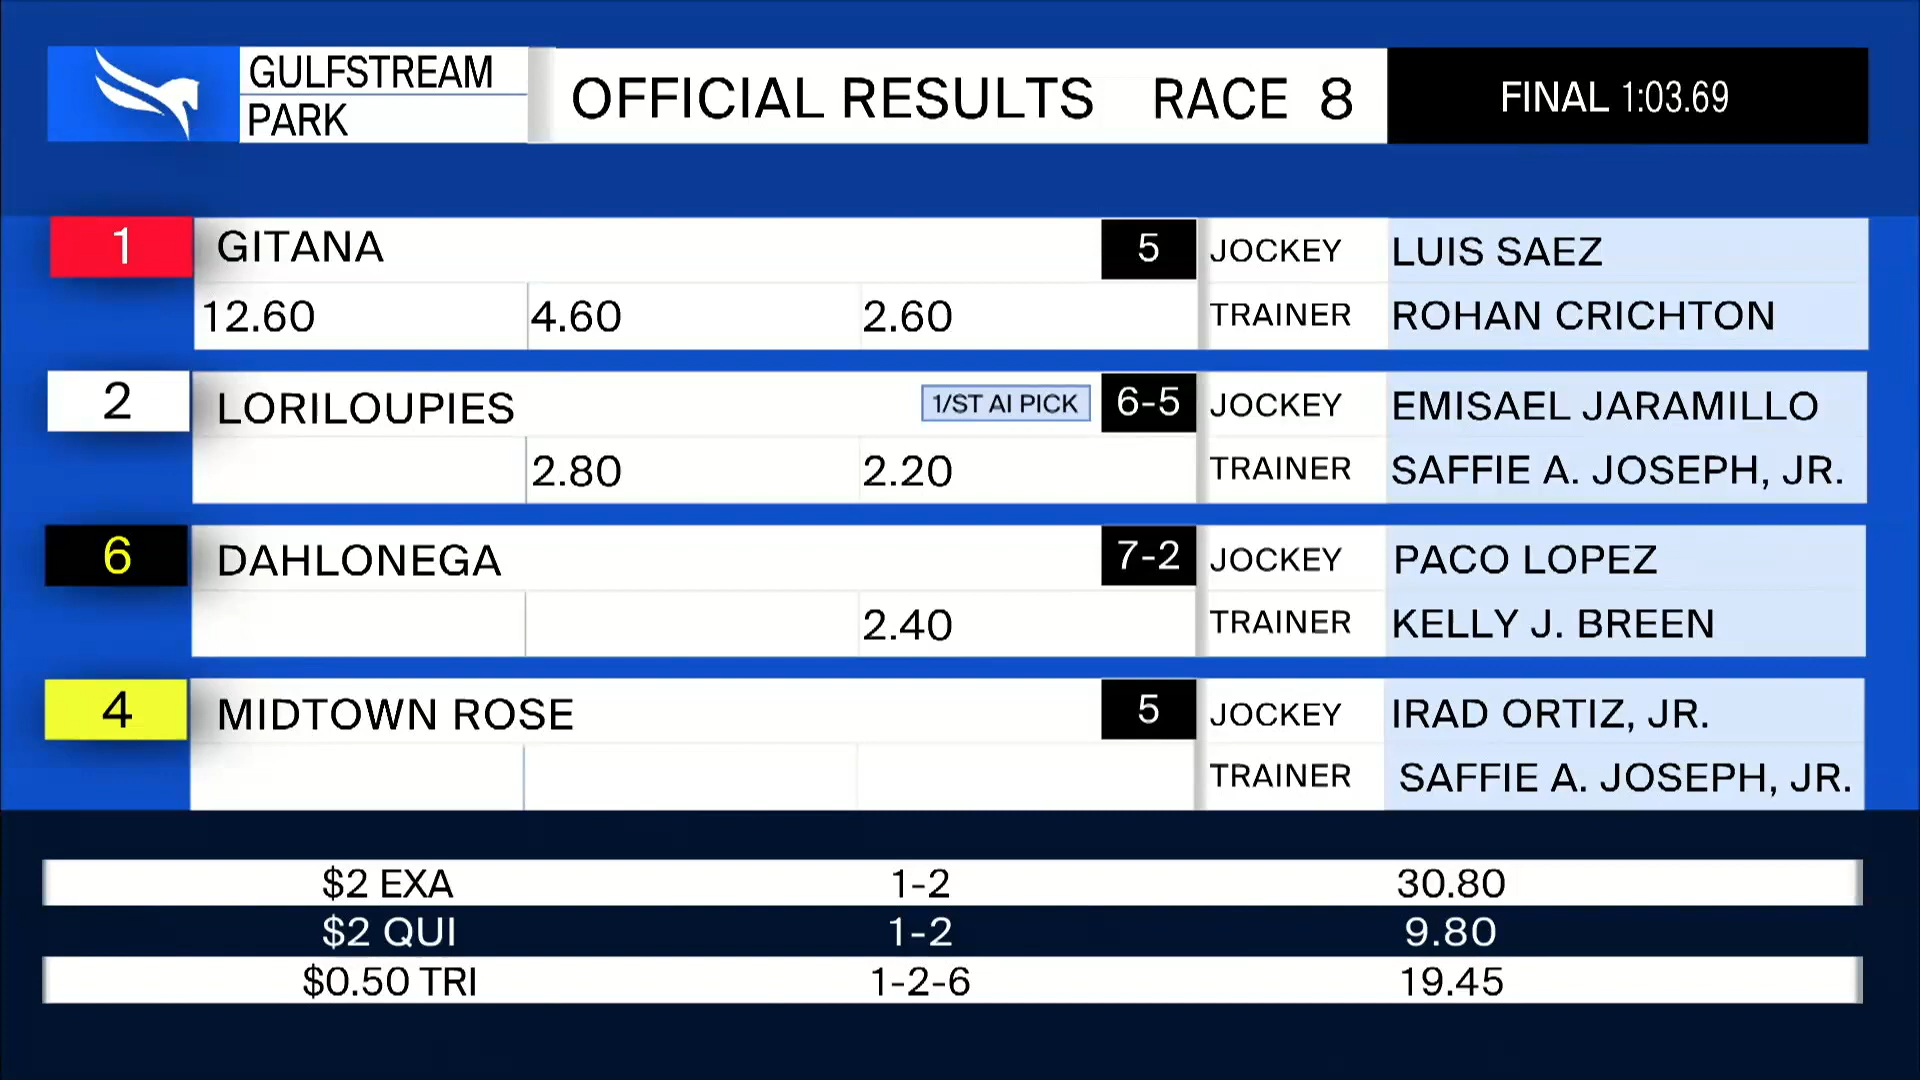 GULFSTREAM
PARK
OFFICIAL RESULTS RACE 8
FINAL 1:03.69
1 GITANA 5 JOCKEY LUIS SAEZ
12.60 4.60 2.60 TRAINER ROHAN CRICHTON
2 LORILOUPIES 1/ST AI PICK 6-5 JOCKEY EMISAEL JARAMILLO
2.80 2.20 TRAINER SAFFIE A. JOSEPH, JR.
6 DAHLONEGA 7-2 JOCKEY PACO LOPEZ
2.40 TRAINER KELLY J. BREEN
4 MIDTOWN ROSE 5 JOCKEY IRAD ORTIZ, JR.
TRAINER SAFFIE A. JOSEPH, JR.
$2 EXA 1-2 30.80
$2 QUI 1-2 9.80
$0.50 TRI 1-2-6 19.45